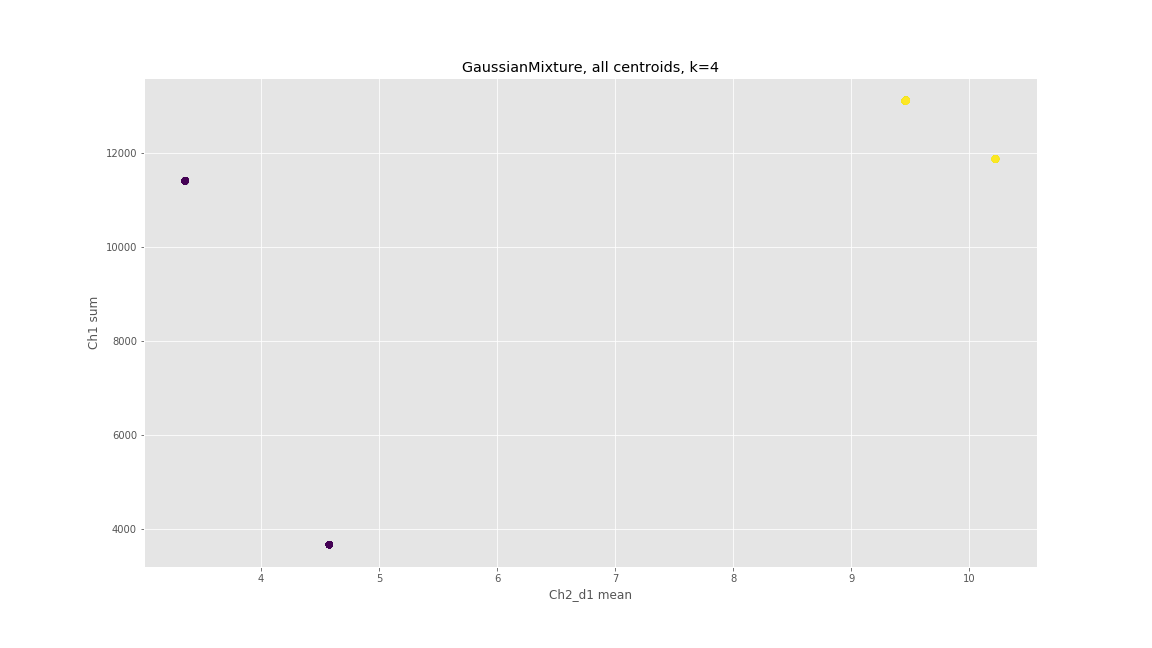 GaussianMixture, all centroids, k=4
12000
10000
8000
6000
4000
Ch1 sum
4 5 6 7 8 9 10
Ch2_d1 mean